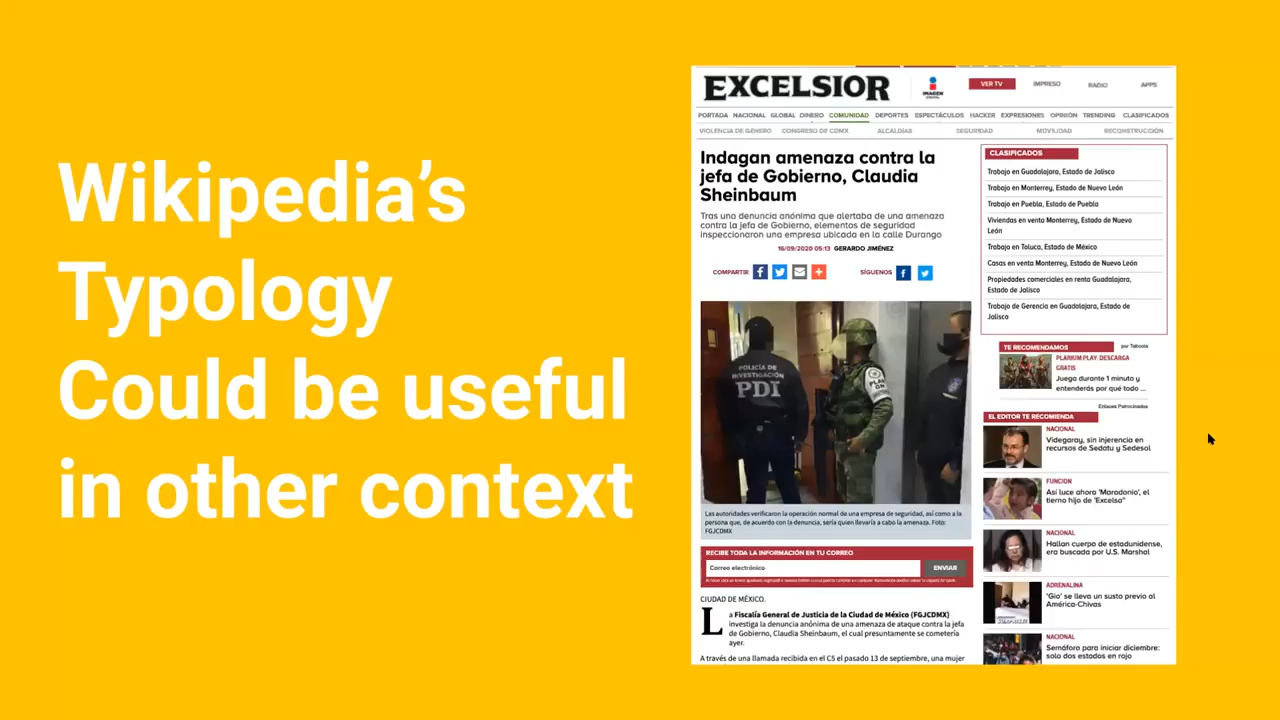 Wikipedia's
Typology
Could be useful
in other context
EXCELSIOR
IMAGEN
DIGITAL
VER TV
IMPRESO
RADIO
APPS
PORTADA NACIONAL GLOBAL DINERO COMUNIDAD DEPORTES ESPECTÁCULOS HACKER EXPRESIONES OPINIÓN TRENDING CLASIFICADOS
VIOLENCIA DE GÉNERO CONGRESO DE CDMX ALCALDÍAS SEGURIDAD MOVILIDAD RECONSTRUCCIÓN
Indagan amenaza contra la
jefa de Gobierno, Claudia
Sheinbaum
Tras una denuncia anónima que alertaba de una amenaza
contra la jefa de Gobierno, elementos de seguridad
inspeccionaron una empresa ubicada en la calle Durango
16/09/2020 05:13 GERARDO JIMÉNEZ
COMPARTIR
SÍGUENOS
POLICÍA DE
INVESTIGACIÓN
PDI
Las autoridades verificaron la operación normal de una empresa de seguridad, así como a la
persona que, de acuerdo con la denuncia, sería quien llevaría a cabo la amenaza. Foto:
FGJCDMX
RECIBE TODA LA INFORMACIÓN EN TU CORREO
Correo electrónico
ENVIAR
CIUDAD DE MÉXICO.
La Fiscalía General de Justicia de la Ciudad de México (FGJCDMX)
investiga la denuncia anónima de una amenaza de ataque contra la jefa
de Gobierno, Claudia Sheinbaum, el cual presuntamente se cometería
ayer.
A través de una llamada recibida en el C5 el pasado 13 de septiembre, una mujer
CLASIFICADOS
Trabajo en Guadalajara, Estado de Jalisco
Trabajo en Monterrey, Estado de Nuevo León
Trabajo en Puebla, Estado de Puebla
Viviendas en venta Monterrey, Estado de Nuevo
León
Trabajo en Toluca, Estado de México
Casas en venta Monterrey, Estado de Nuevo León
Propiedades comerciales en renta Guadalajara,
Estado de Jalisco
Trabajo de Gerencia en Guadalajara, Estado de
Jalisco
TE RECOMENDAMOS
por Taboola
PLARIUM PLAY: DESCARGA
GRATIS
Juega durante 1 minuto y
entenderás por qué todo ...
Enlaces Patrocinados
EL EDITOR TE RECOMIENDA
NACIONAL
Videgaray, sin injerencia en
recursos de Sedatu y Sedesol
FUNCION
Así luce ahora 'Maradonio', el
tierno hijo de 'Excelsa'
NACIONAL
Hallan cuerpo de estadunidense,
era buscada por U.S. Marshal
ADRENALINA
'Gio' se lleva un susto previo al
América-Chivas
NACIONAL
Semáforo para iniciar diciembre:
solo dos estados en rojo